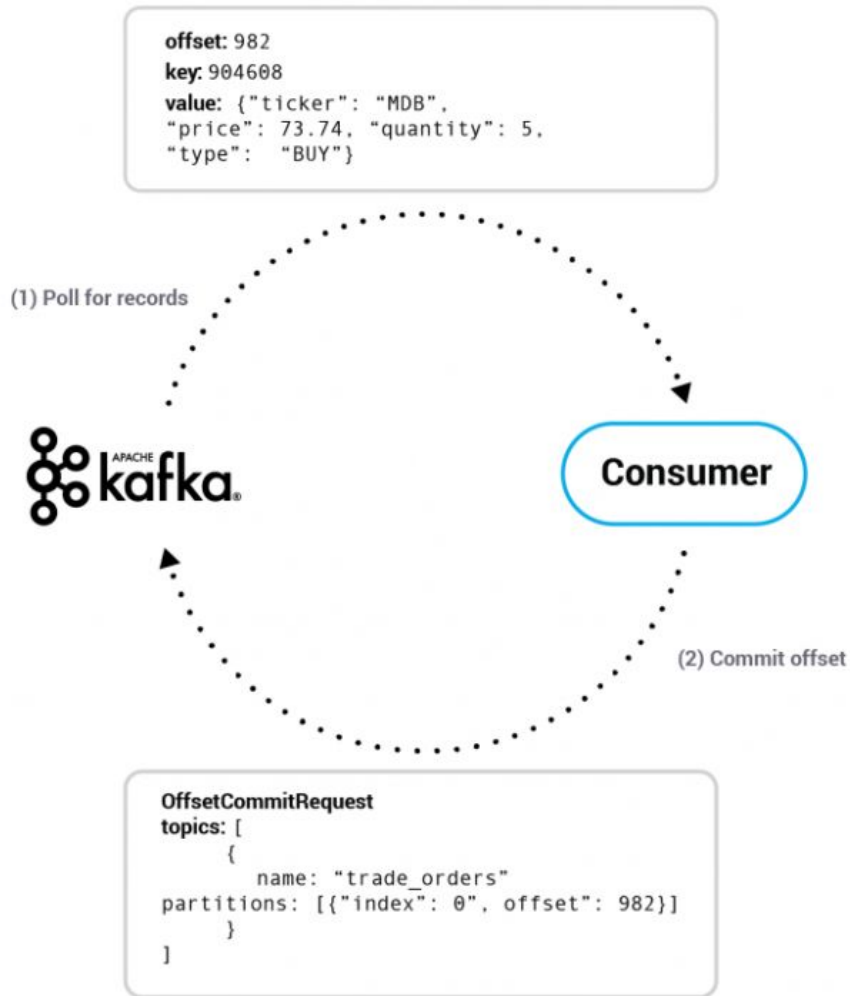 offset: 982
key: 904608
value: {"ticker": “MDB",
"price": 73.74, "quantity": 5,
"type": "BUY"}
(1) Poll for records
APACHE
kafka®
Consumer
(2) Commit offset
OffsetCommitRequest
topics: [
{
name: “trade_orders”
partitions: [{"index": 0", offset": 982}]
}
]